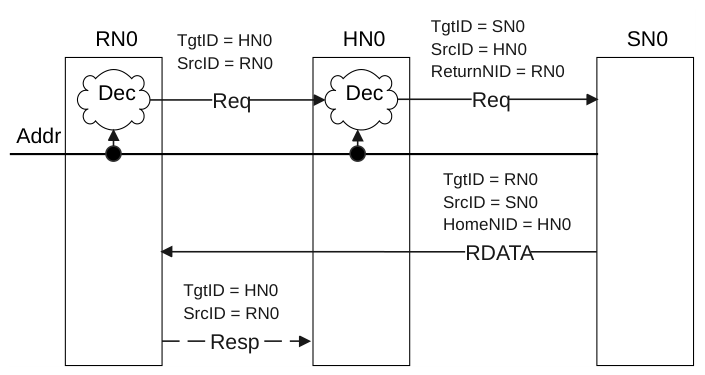 RN0
HN0
SN0
TgtID = HN0
SrcID = RN0
TgtID = SN0
SrcID = HN0
ReturnNID = RN0
Dec
Req
Dec
Req
Addr
TgtID = RN0
SrcID = SN0
HomeNID = HN0
RDATA
TgtID = HN0
SrcID = RN0
Resp